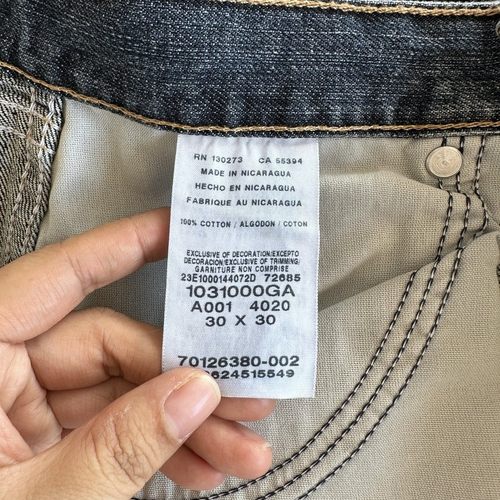 RN 130273 CA 55394
MADE IN NICARAGUA
HECHO EN NICARAGUA
FABRIQUE AU NICARAGUA
100% COTTON / ALGODON / COTON
EXCLUSIVE OF DECORATION/EXCEPTO
DECORACION/EXCLUSIVE OF TRIMMING/
GARNITURE NON COMPRISE
23E1000144072D 72685
1031000GA
A001 4020
30 X 30
70126380-002
624515549